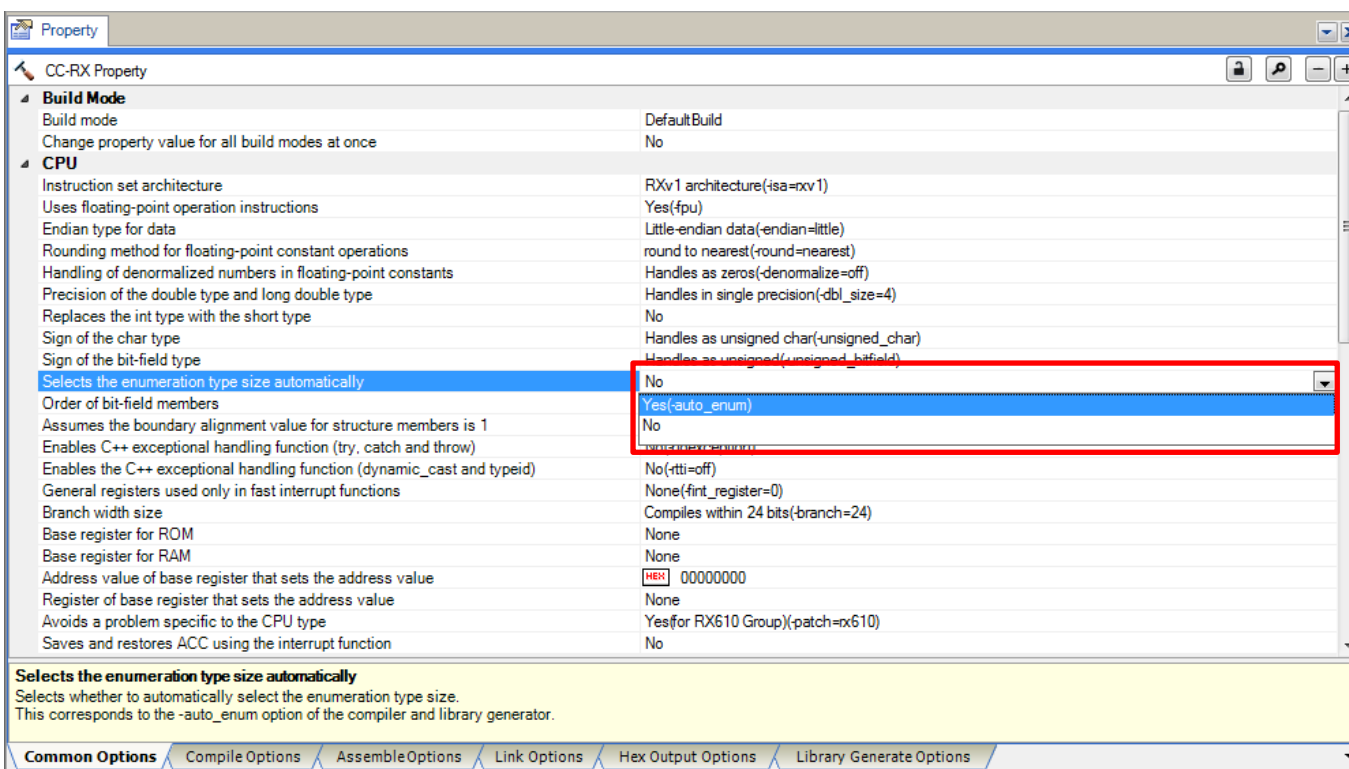 Property
CC-RX Property
Build Mode
Build mode DefaultBuild
Change property value for all build modes at once No
CPU
Instruction set architecture RXv1 architecture(-isa=rxv1)
Uses floating-point operation instructions Yes(-fpu)
Endian type for data Little-endian data(-endian=little)
Rounding method for floating-point constant operations round to nearest(-round=nearest)
Handling of denormalized numbers in floating-point constants Handles as zeros(-denormalize=off)
Precision of the double type and long double type Handles in single precision(-dbl_size=4)
Replaces the int type with the short type No
Sign of the char type Handles as unsigned char(-unsigned_char)
Sign of the bit-field type Handles as unsigned(-unsigned_bitfield)
Selects the enumeration type size automatically No
Order of bit-field members Yes(-auto_enum)
Assumes the boundary alignment value for structure members is 1 No
Enables C++ exceptional handling function (try, catch and throw) No(-noexception)
Enables the C++ exceptional handling function (dynamic_cast and typeid) No(-rtti=off)
General registers used only in fast interrupt functions None(-fint_register=0)
Branch width size Compiles within 24 bits(-branch=24)
Base register for ROM None
Base register for RAM None
Address value of base register that sets the address value HEX 00000000
Register of base register that sets the address value None
Avoids a problem specific to the CPU type Yes(for RX610 Group)(-patch=rx610)
Saves and restores ACC using the interrupt function No
Selects the enumeration type size automatically
Selects whether to automatically select the enumeration type size.
This corresponds to the -auto_enum option of the compiler and library generator.
Common Options Compile Options Assemble Options Link Options Hex Output Options Library Generate Options